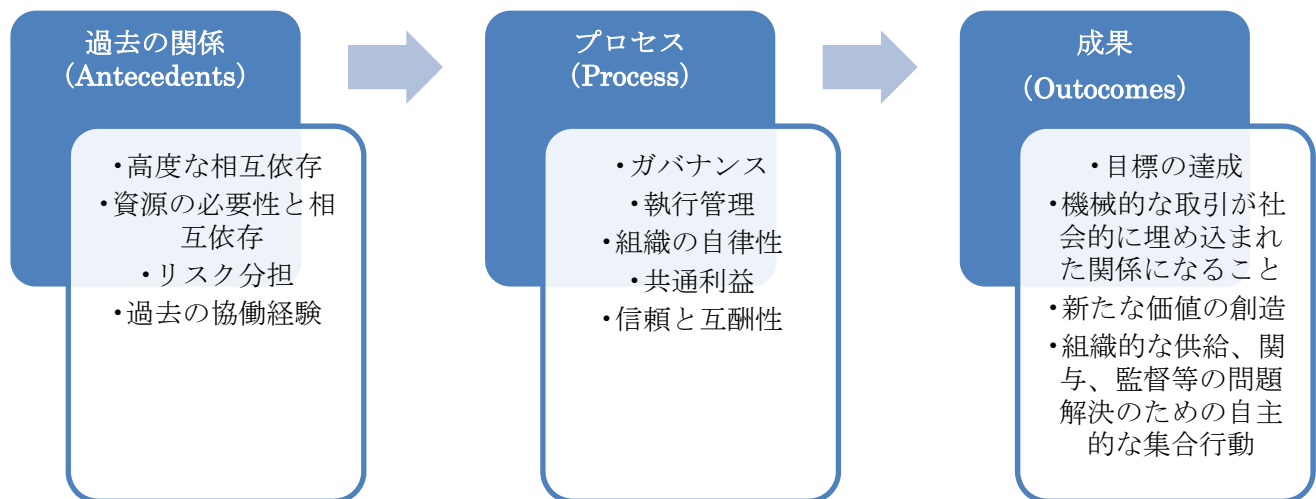 過去の関係
(Antecedents)
・高度な相互依存
・資源の必要性と相
互依存
・リスク分担
・過去の協働経験
プロセス
(Process)
・ガバナンス
・執行管理
・組織の自律性
・共通利益
・信頼と互酬性
成果
(Outocomes)
・目標の達成
・機械的な取引が社
会的に埋め込まれ
た関係になること
・新たな価値の創造
・組織的な供給、関
与、監督等の問題
解決のための自主
的な集合行動